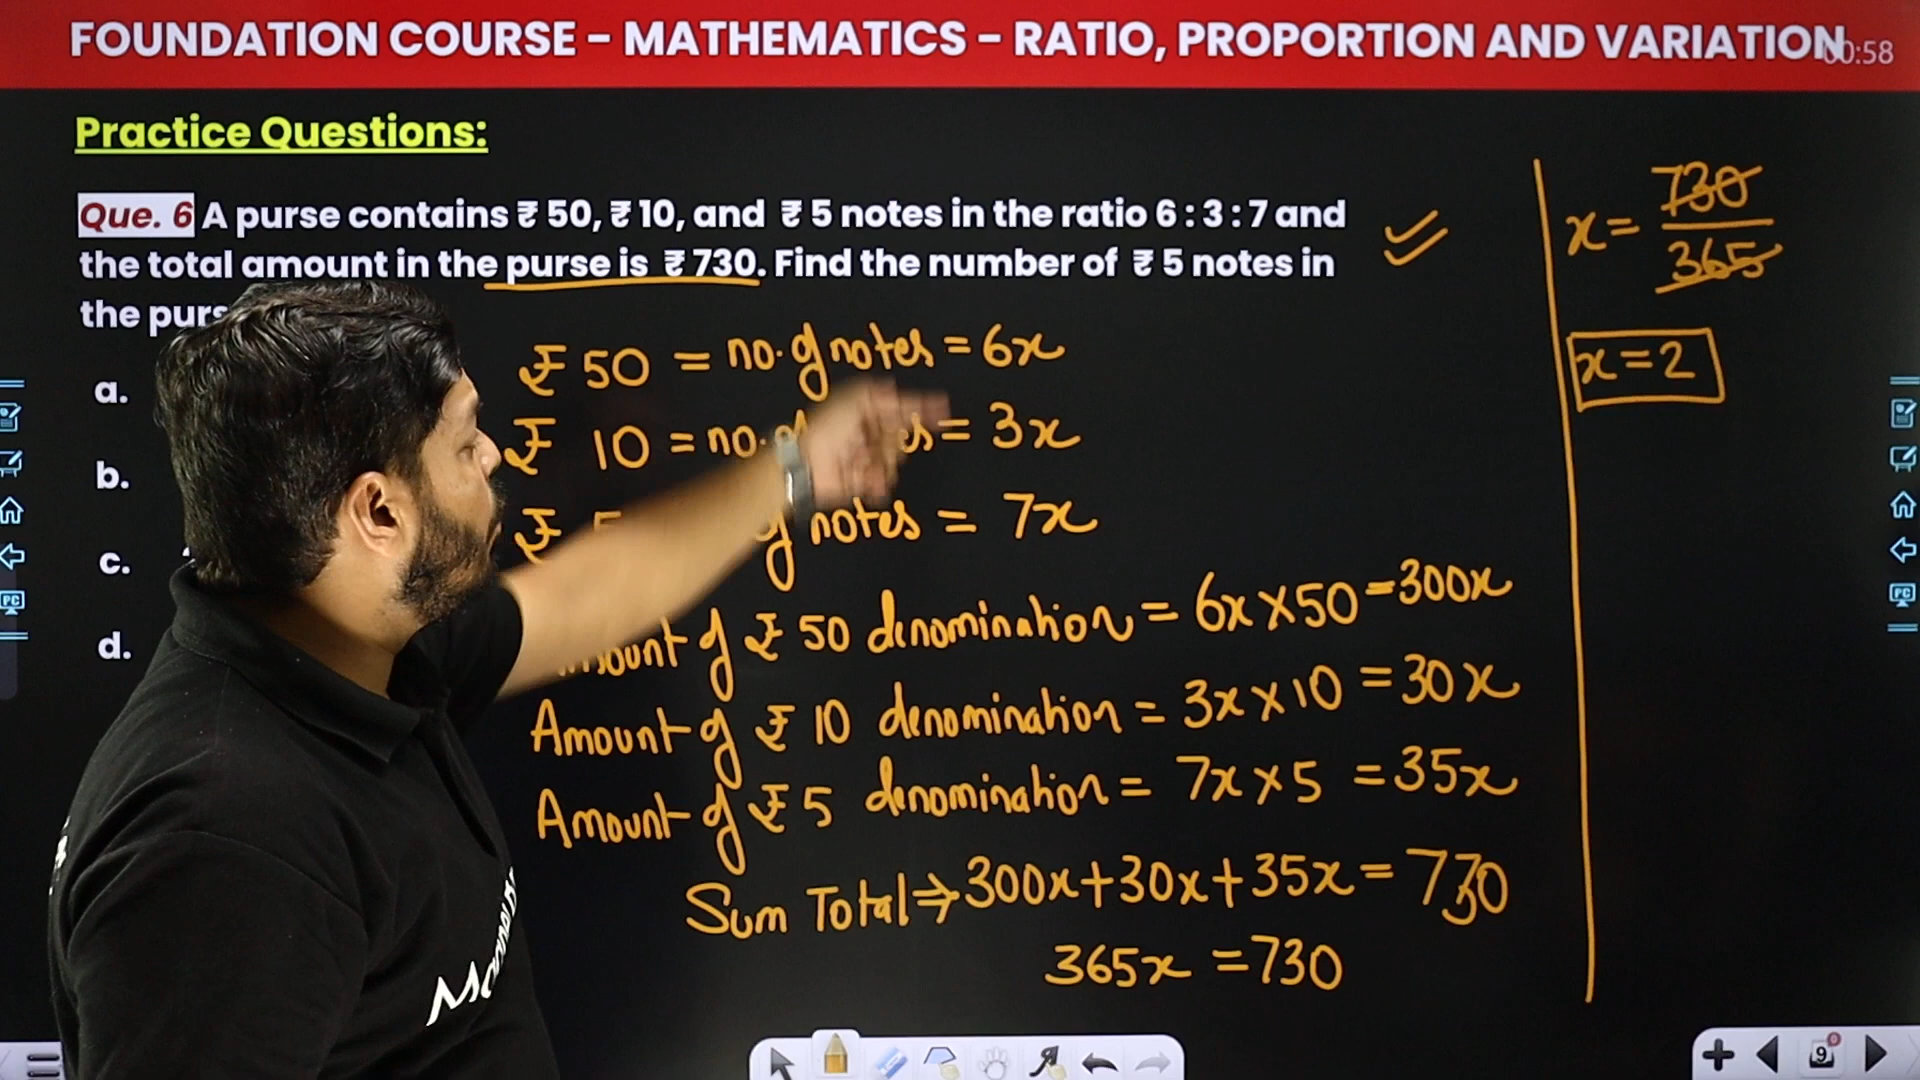 FOUNDATION COURSE - MATHEMATICS - RATIO, PROPORTION AND VARIATION
:58
Practice Questions:
Que. 6 A purse contains ₹ 50, ₹ 10, and ₹ 5 notes in the ratio 6 : 3 : 7 and
the total amount in the purse is ₹ 730. Find the number of ₹ 5 notes in
the
a.
b.
c.
d.
₹ 50 = no. of notes = 6x
₹ 10 = no. = 3x
₹ notes = 7x
of ₹ 50 denomination = 6x × 50 = 300x
Amount of ₹ 10 denomination = 3x × 10 = 30x
Amount of ₹ 5 denomination = 7x × 5 = 35x
Sum Total ⇒ 300x + 30x + 35x = 730
365x = 730
x = 730
365
x = 2
PC
PC
9